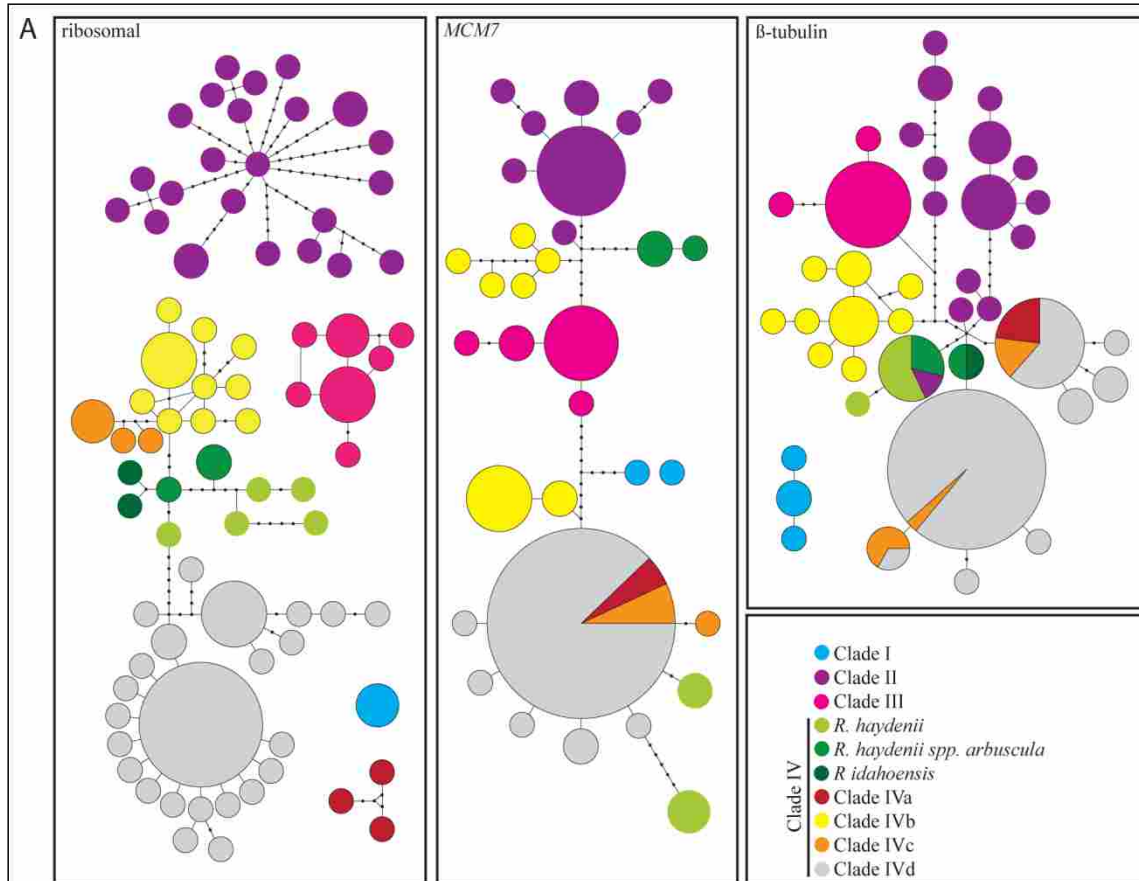 A
ribosomal
MCM7
ß-tubulin
Clade I
Clade II
Clade III
R. haydenii
R. haydenii spp. arbuscula
R idahoensis
Clade IVa
Clade IVb
Clade IVc
Clade IVd
Clade IV